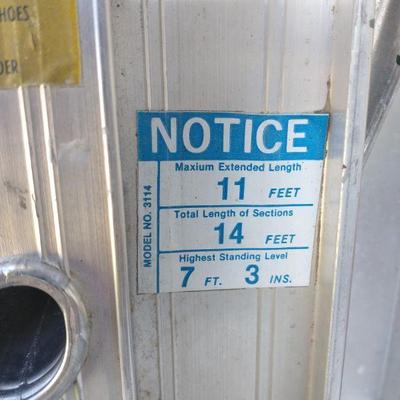 HOES
DER
NOTICE
MODEL NO. 3114
Maxium Extended Length
11 FEET
Total Length of Sections
14 FEET
Highest Standing Level
7 FT. 3 INS.